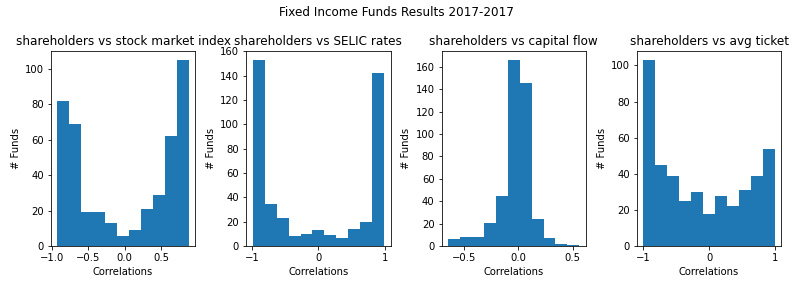 Fixed Income Funds Results 2017-2017
shareholders vs stock market index
# Funds
100
80
60
40
20
0
−1.0 −0.5 0.0 0.5
Correlations
shareholders vs SELIC rates
# Funds
160
140
120
100
80
60
40
20
0
−1 0 1
Correlations
shareholders vs capital flow
# Funds
160
140
120
100
80
60
40
20
0
−0.5 0.0 0.5
Correlations
shareholders vs avg ticket
# Funds
100
80
60
40
20
0
−1 0 1
Correlations